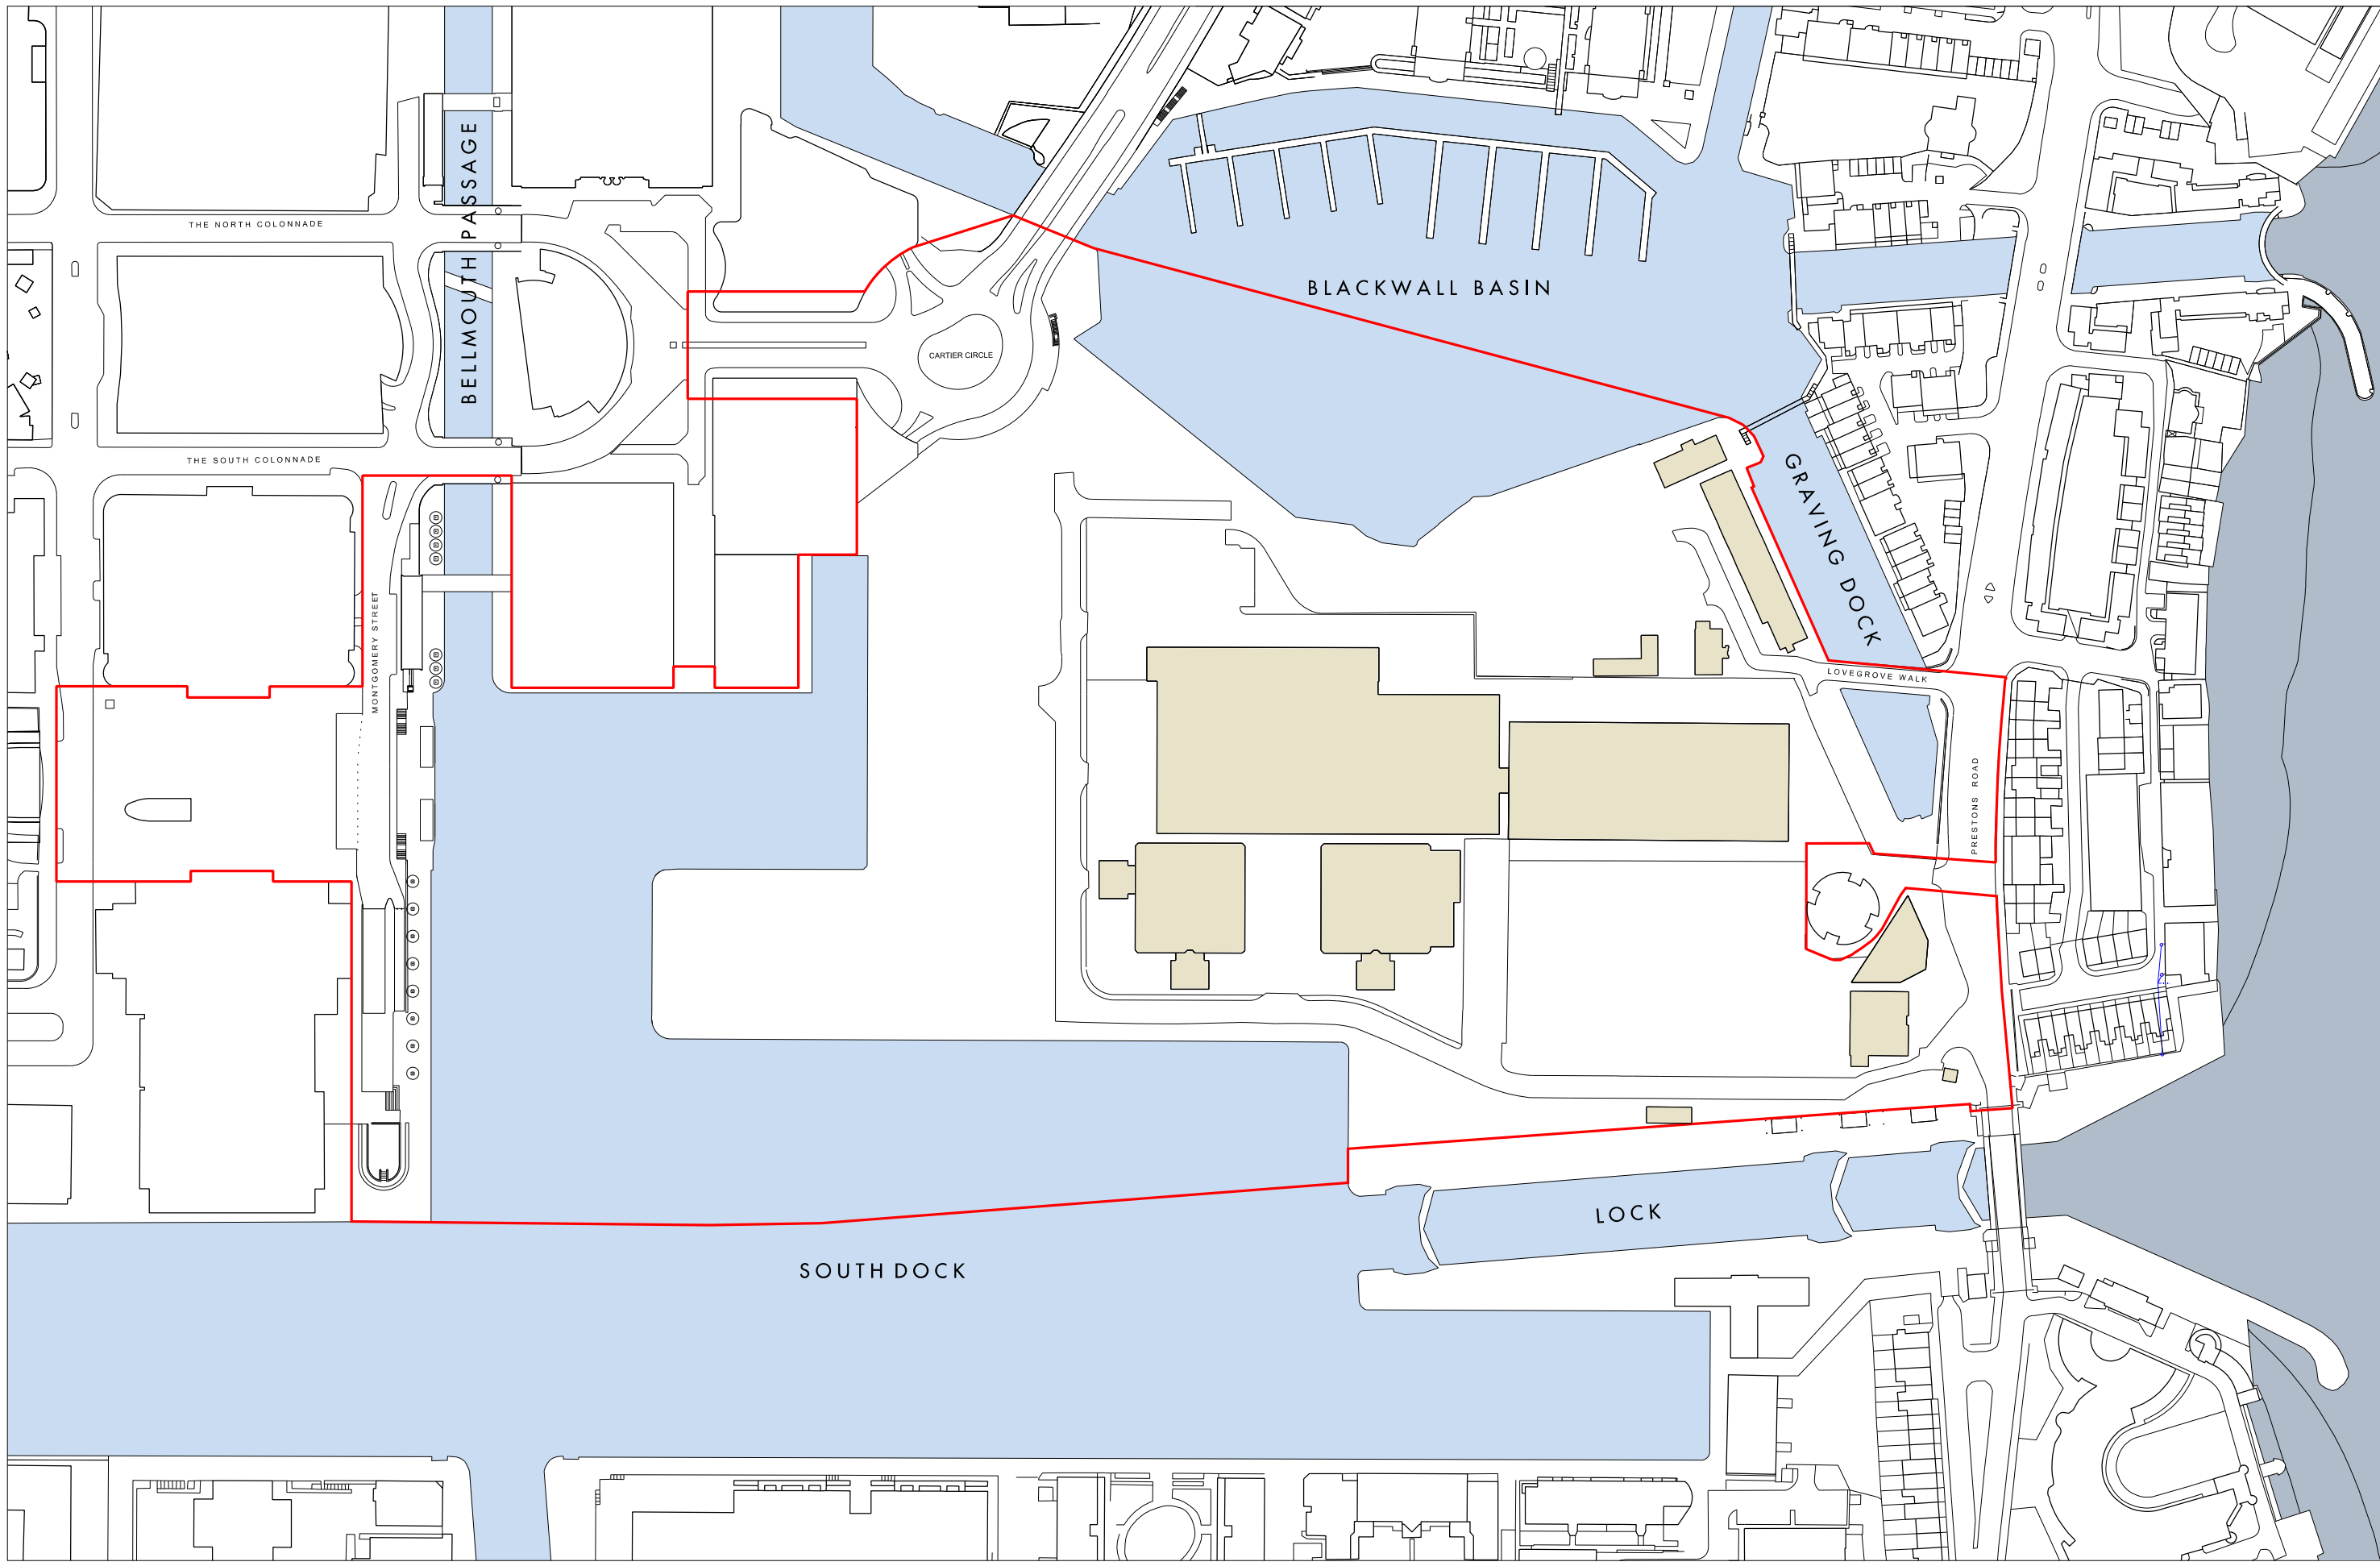 BELLMOUTH PASSAGE
THE NORTH COLONNADE
BLACKWALL BASIN
CARTIER CIRCLE
THE SOUTH COLONNADE
GRAVING DOCK
MONTGOMERY STREET
LOVEGROVE WALK
PRESTONS ROAD
LOCK
SOUTH DOCK